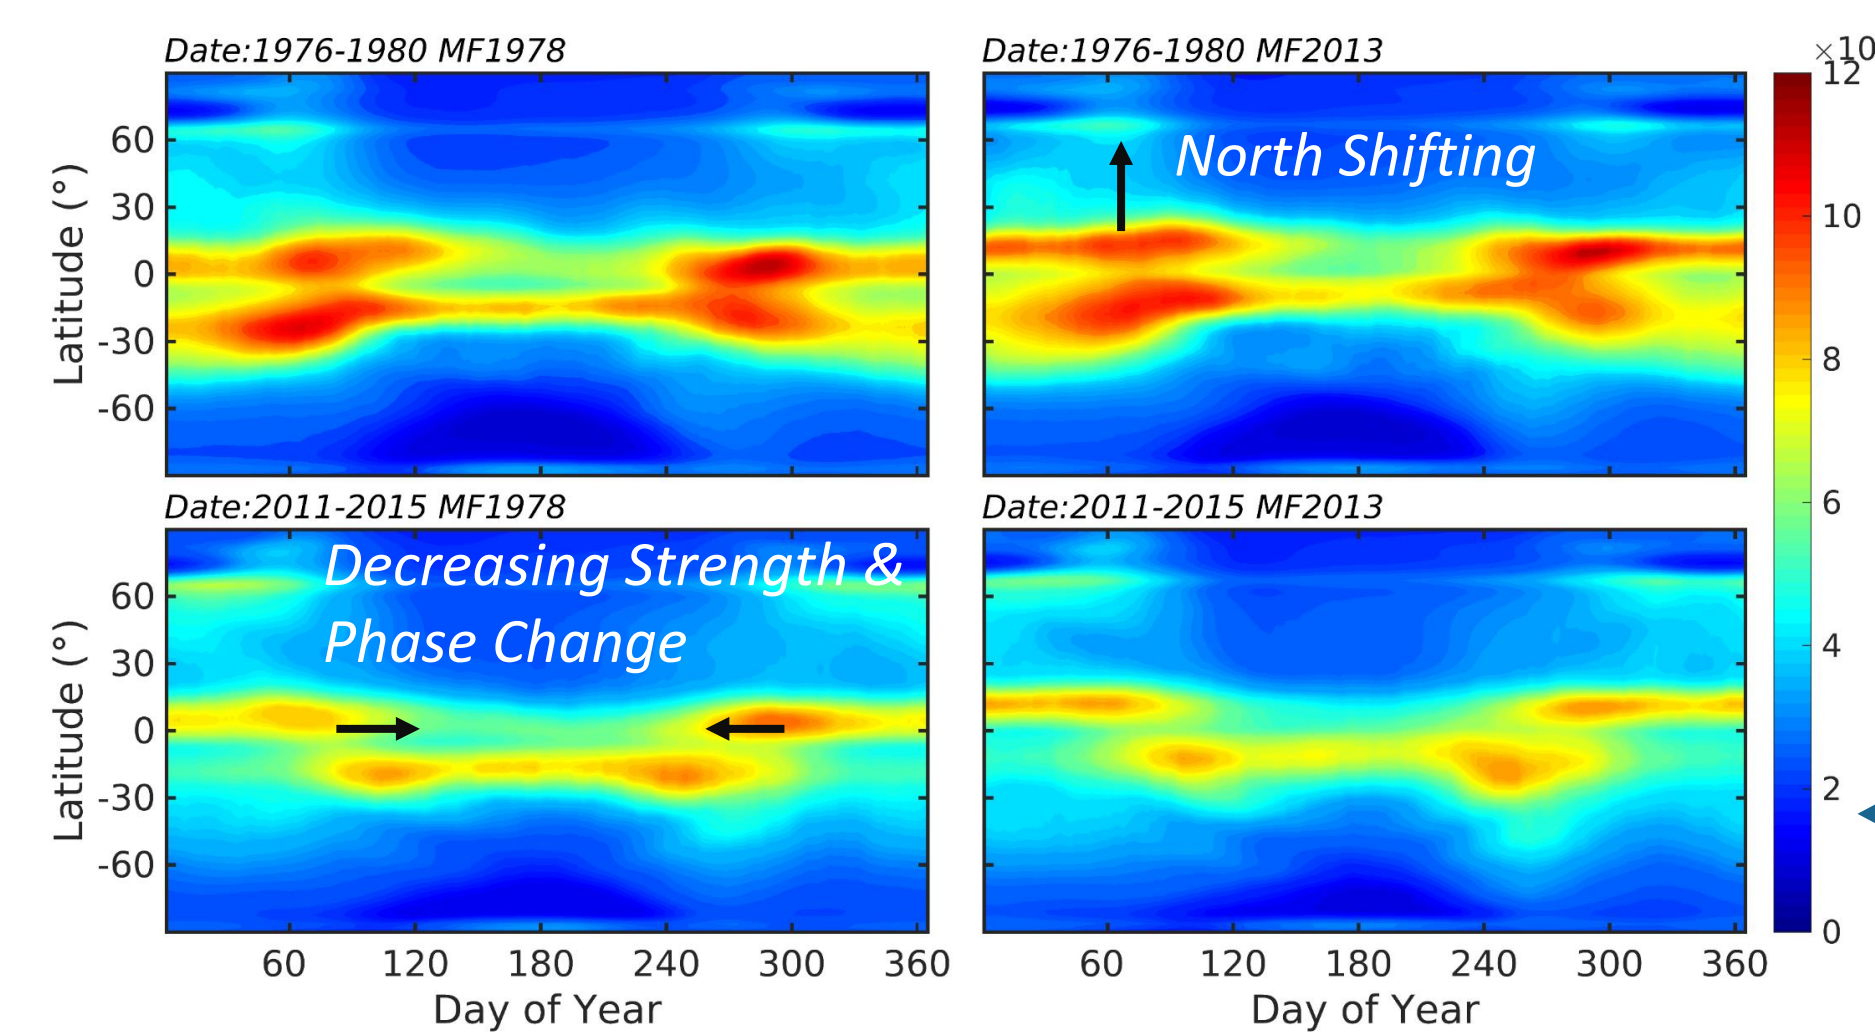 Date:1976-1980 MF1978
Date:1976-1980 MF2013
×10
12
10
8
6
4
2
0
Latitude (°)
60
30
0
-30
-60
North Shifting
Date:2011-2015 MF1978
Date:2011-2015 MF2013
Latitude (°)
60
30
0
-30
-60
Decreasing Strength &
Phase Change
60 120 180 240 300 360
60 120 180 240 300 360
Day of Year
Day of Year